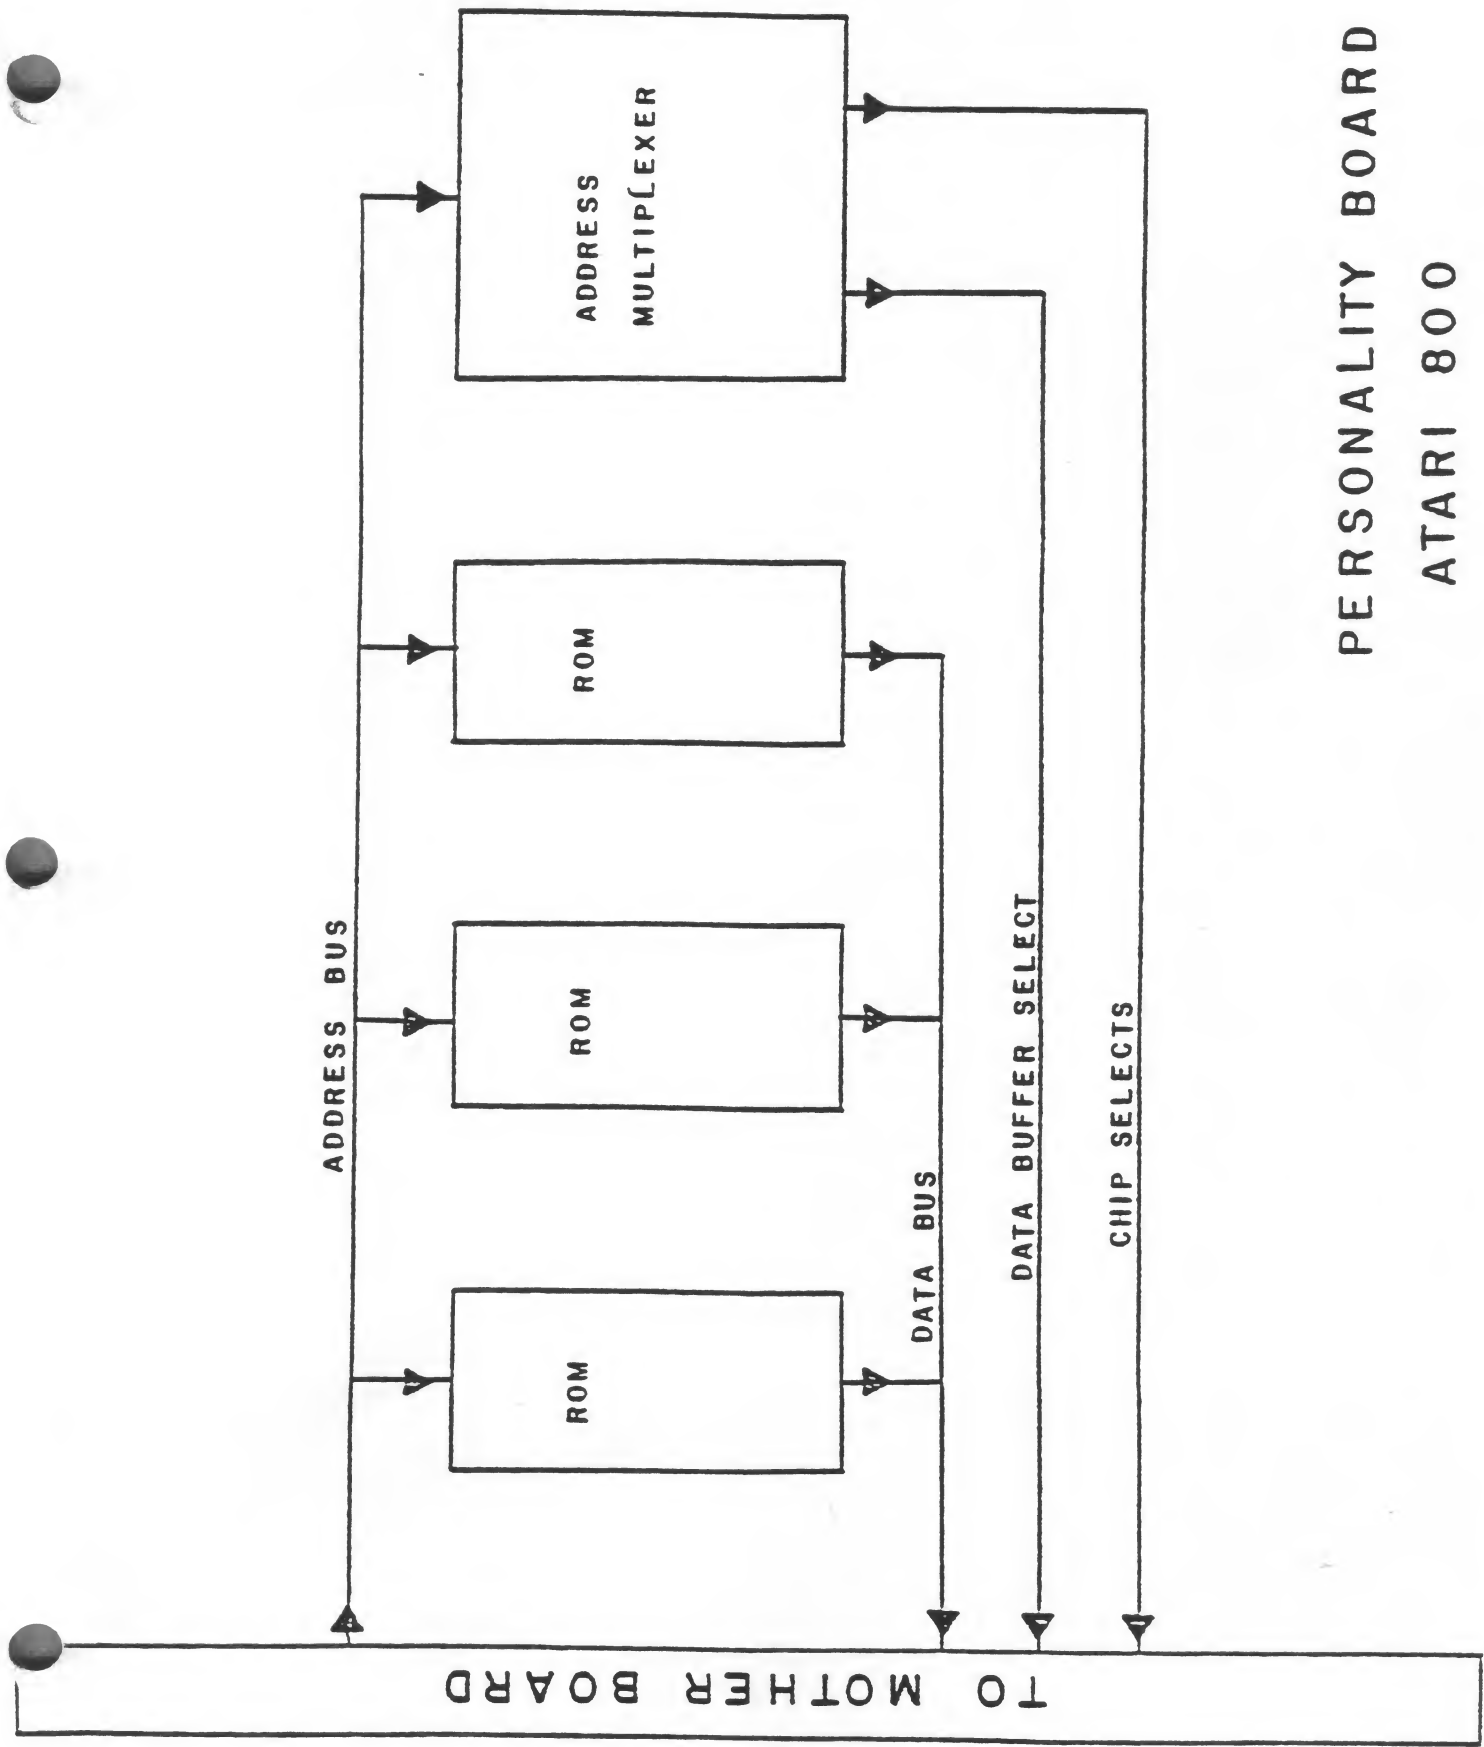 ADDRESS BUS
ROM
ROM
ROM
ADDRESS
MULTIPLEXER
DATA BUS
DATA BUFFER SELECT
CHIP SELECTS
TO MOTHER BOARD
PERSONALITY BOARD
ATARI 800